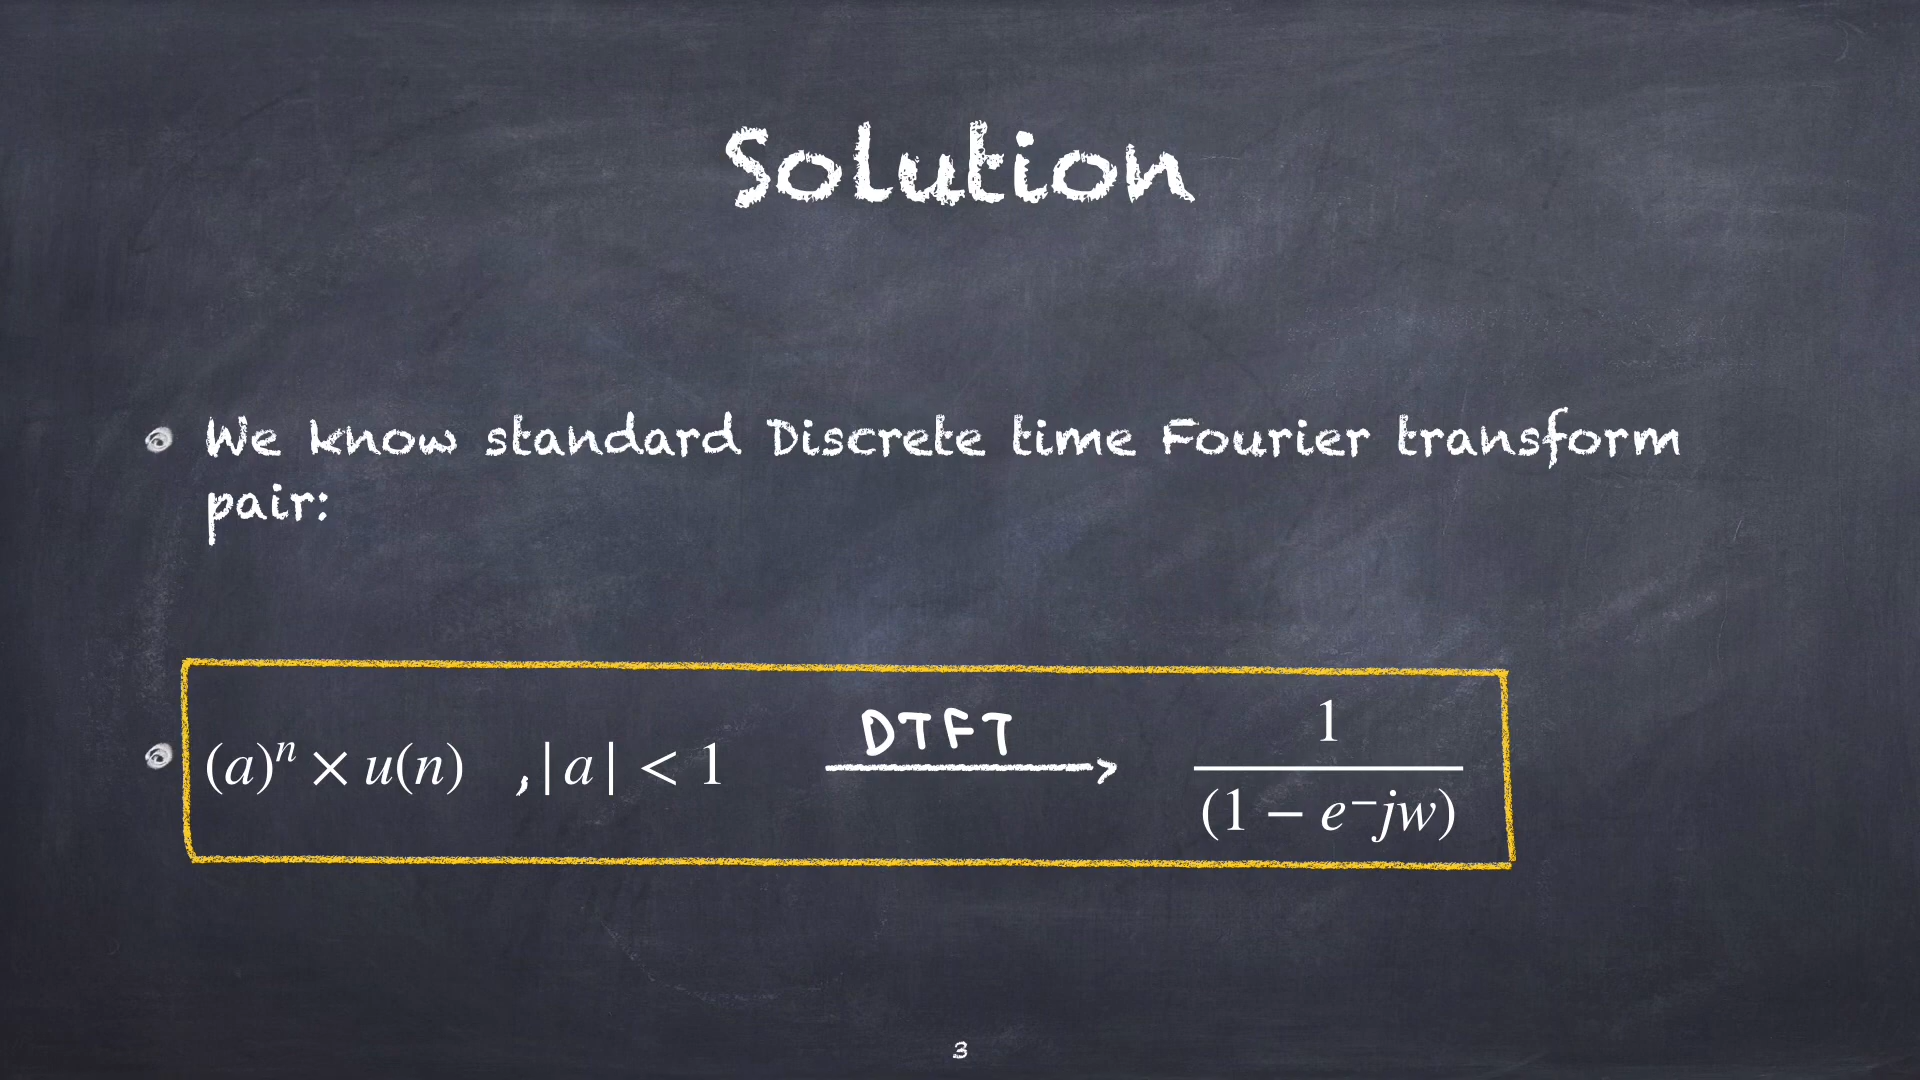 Solution
We know standard Discrete time Fourier transform
pair:
(a)ⁿ × u(n) , |a| < 1 DTFT → 1 / (1 − e⁻jw)
3